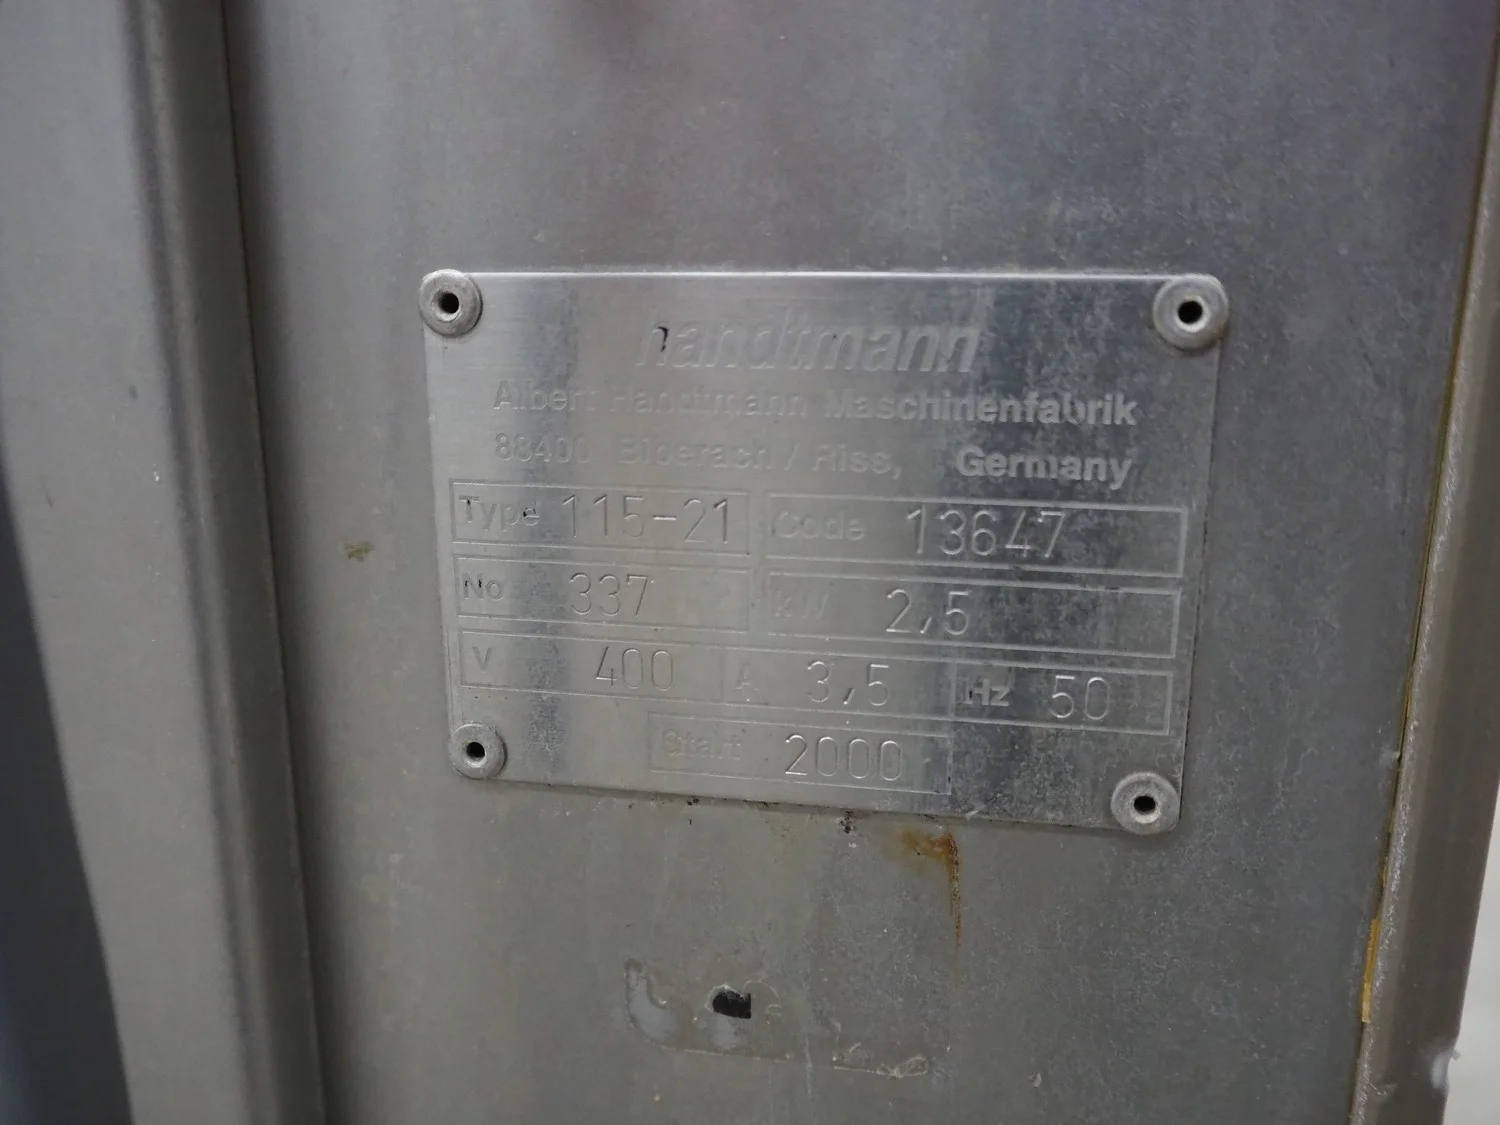 handtmann
Albert Handtmann Maschinenfabrik
88400 Biberach / Riss, Germany
Type 115-21 Code 13647
No 337 kW 2,5
V 400 A 3,5 Hz 50
Start 2000